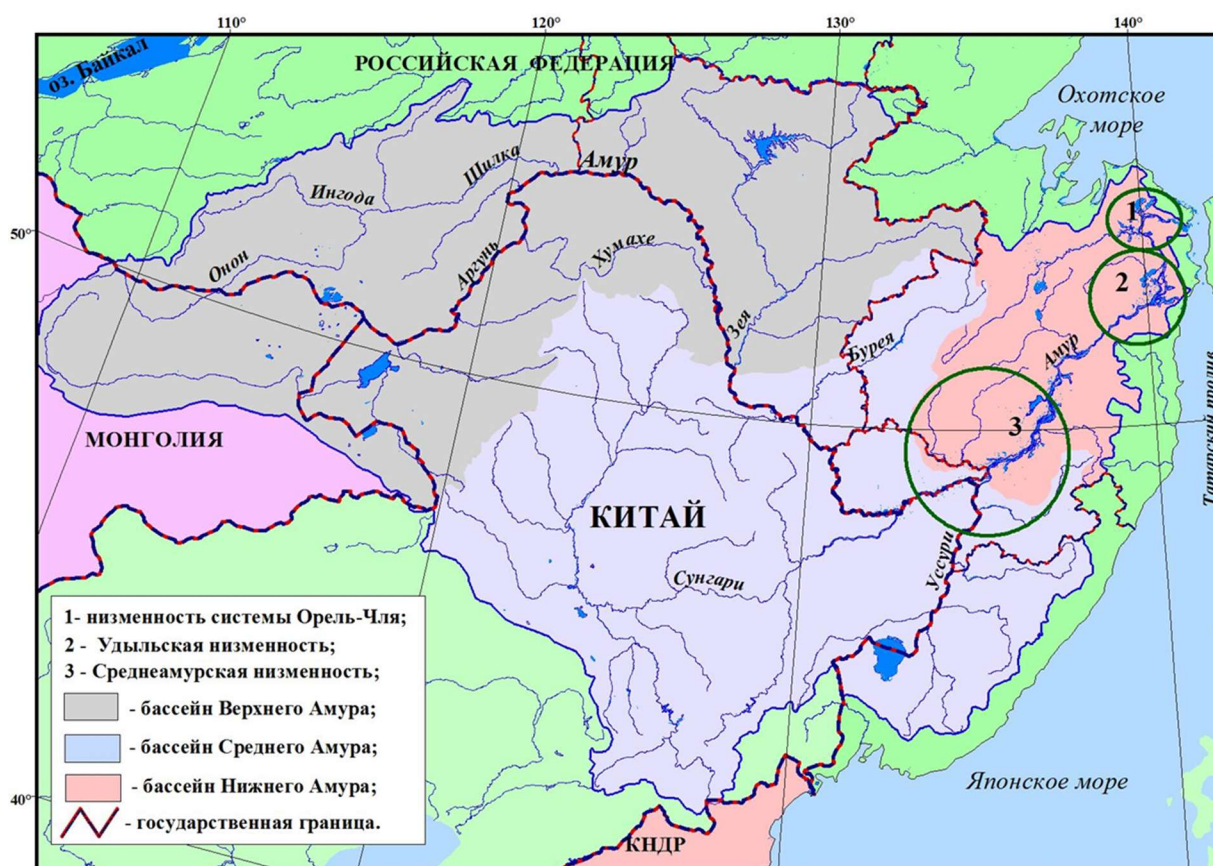 110°
120°
130°
140°
оз. Байкал
РОССИЙСКАЯ ФЕДЕРАЦИЯ
Охотское
море
Шилка
Амур
Ингода
1
50°
Онон
Аргунь
Хумахе
2
Зея
Бурея
Амур
3
МОНГОЛИЯ
Татарский пролив
КИТАЙ
Уссури
Сунгари
1- низменность системы Орель-Чля;
2 - Удыльская низменность;
3 - Среднеамурская низменность;
- бассейн Верхнего Амура;
- бассейн Среднего Амура;
- бассейн Нижнего Амура;
- государственная граница.
Японское море
40°
КНДР